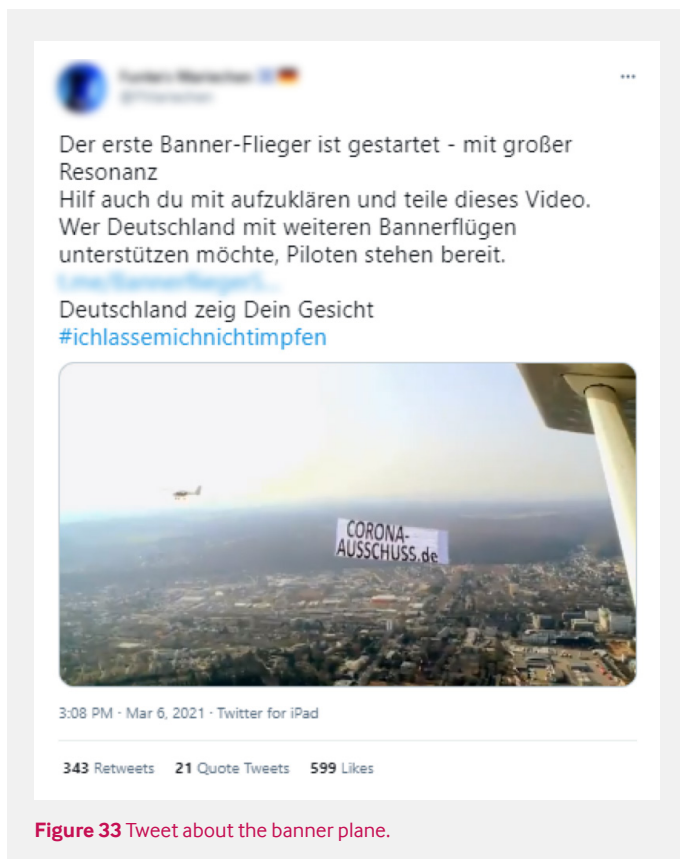 Der erste Banner-Flieger ist gestartet - mit großer
Resonanz
Hilf auch du mit aufzuklären und teile dieses Video.
Wer Deutschland mit weiteren Bannerflügen
unterstützen möchte, Piloten stehen bereit.
Deutschland zeig Dein Gesicht
#ichlassemichnichtimpfen
CORONA-
AUSSCHUSS.de
3:08 PM · Mar 6, 2021 · Twitter for iPad
343 Retweets 21 Quote Tweets 599 Likes
Figure 33 Tweet about the banner plane.